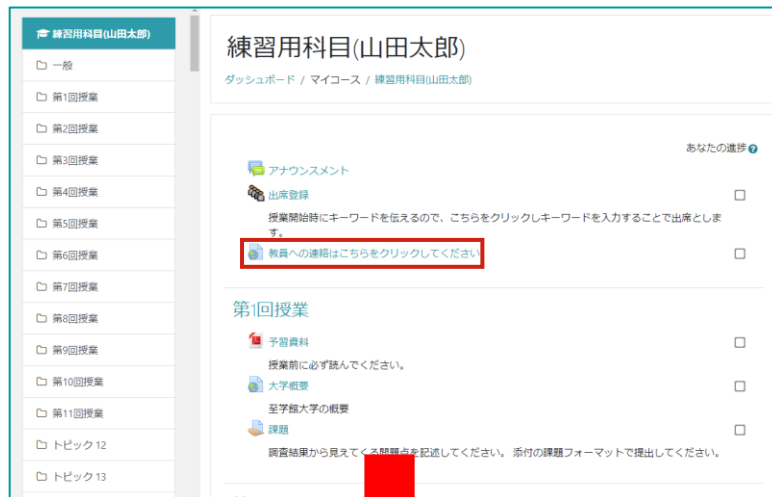 練習用科目(山田太郎)
一般
第1回授業
第2回授業
第3回授業
第4回授業
第5回授業
第6回授業
第7回授業
第8回授業
第9回授業
第10回授業
第11回授業
トピック 12
トピック 13
練習用科目(山田太郎)
ダッシュボード / マイコース / 練習用科目(山田太郎)
あなたの進捗
アナウンスメント
出席登録
授業開始時にキーワードを伝えるので、こちらをクリックしキーワードを入力することで出席としま
す。
教員への連絡はこちらをクリックしてください
第1回授業
予習資料
授業前に必ず読んでください。
大学概要
至学館大学の概要
課題
調査結果から見えてくる問題点を記述してください。 添付の課題フォーマットで提出してください。